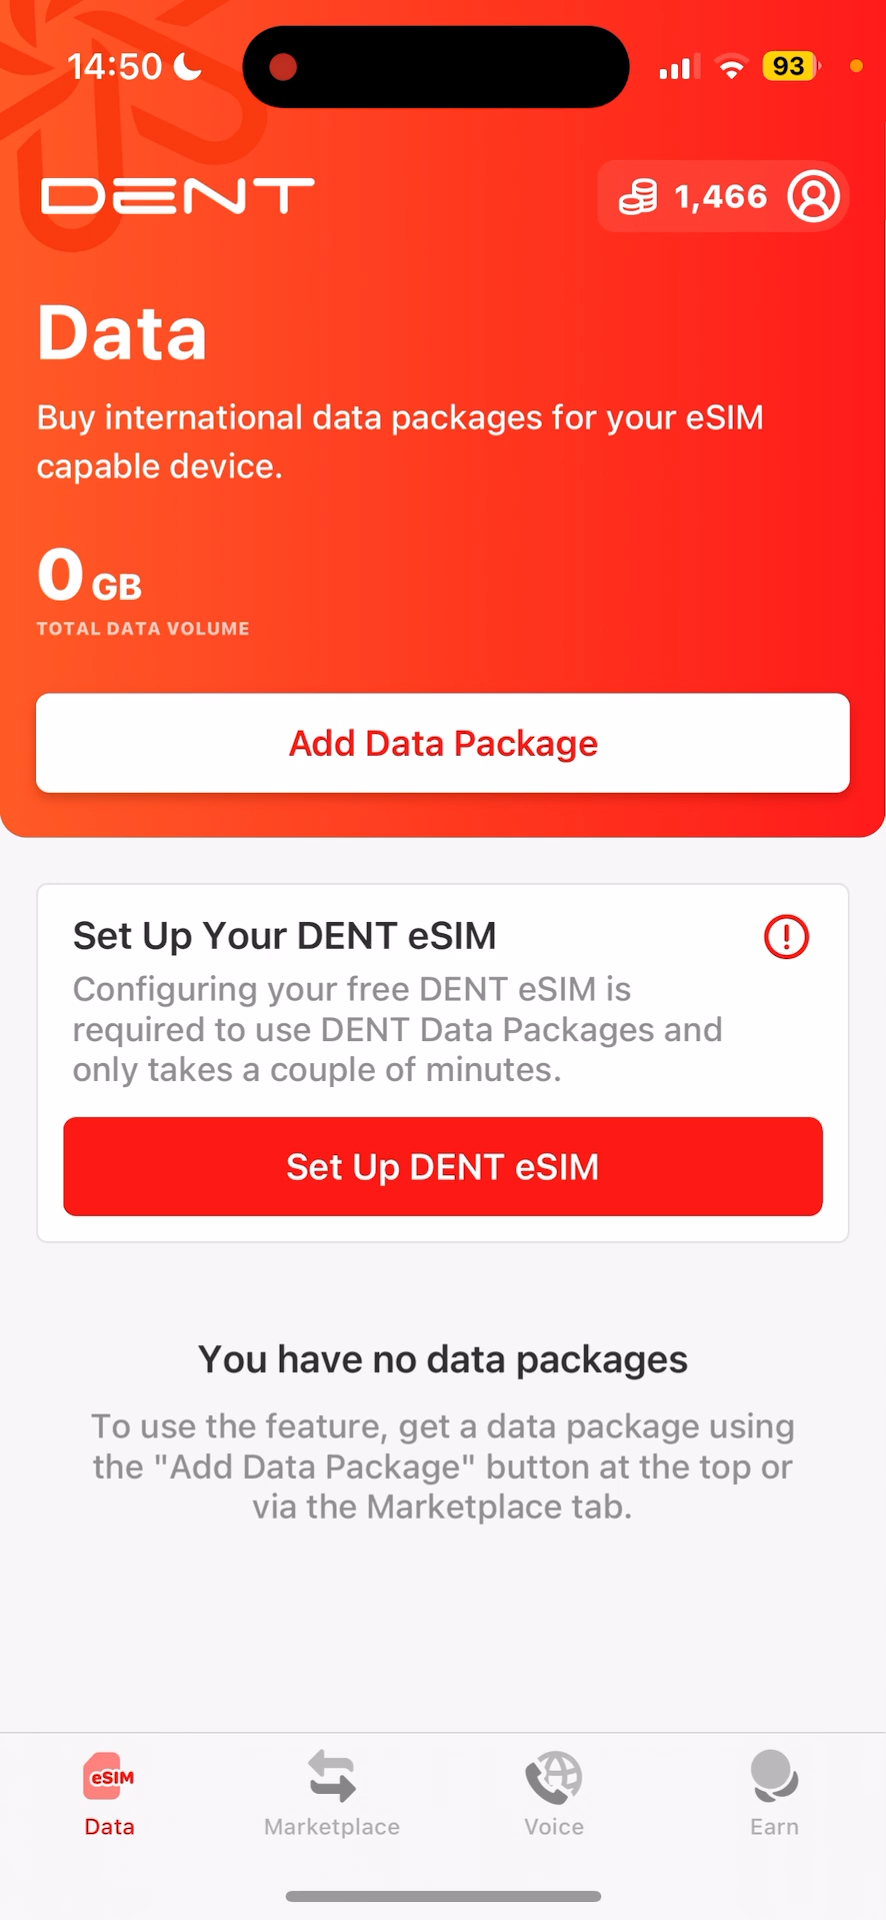 14:50
93
DENT
1,466
Data
Buy international data packages for your eSIM
capable device.
0 GB
TOTAL DATA VOLUME
Add Data Package
Set Up Your DENT eSIM
Configuring your free DENT eSIM is
required to use DENT Data Packages and
only takes a couple of minutes.
Set Up DENT eSIM
You have no data packages
To use the feature, get a data package using
the "Add Data Package" button at the top or
via the Marketplace tab.
eSIM
Data
Marketplace
Voice
Earn